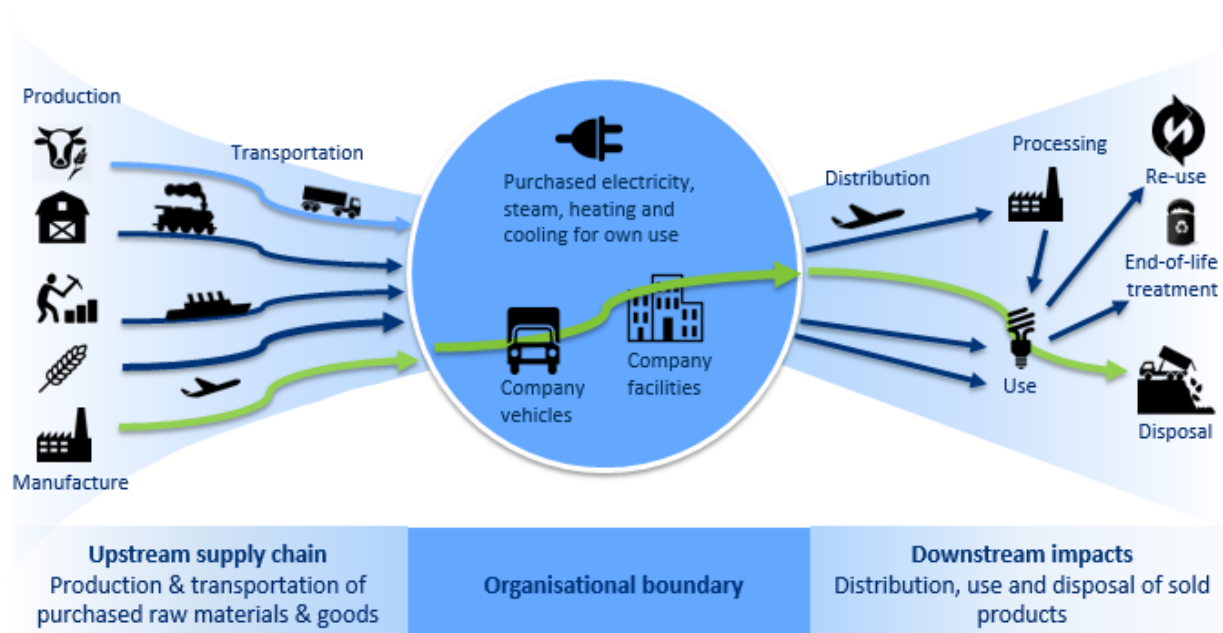 Production
Transportation
Manufacture
Purchased electricity,
steam, heating and
cooling for own use
Company
vehicles
Company
facilities
Distribution
Processing
Re-use
End-of-life
treatment
Use
Disposal
Upstream supply chain
Production & transportation of
purchased raw materials & goods
Organisational boundary
Downstream impacts
Distribution, use and disposal of sold
products